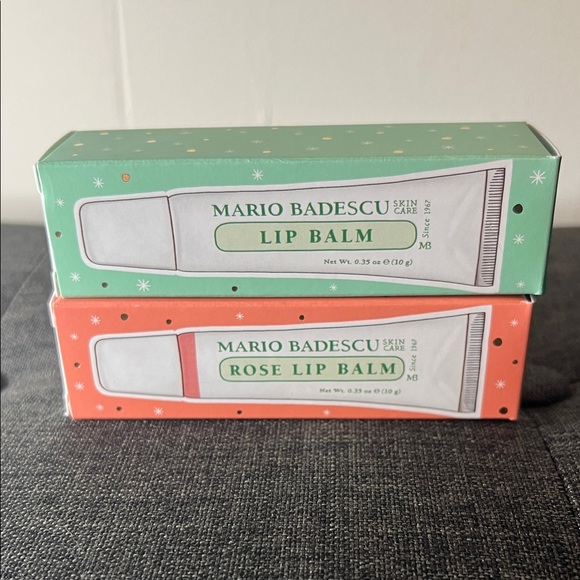 MARIO BADESCU SKIN CARE
LIP BALM
Net Wt. 0.35 oz ℮ (10 g)
Since 1967
MB
MARIO BADESCU SKIN CARE
ROSE LIP BALM
Net Wt. 0.35 oz ℮ (10 g)
Since 1967
MB